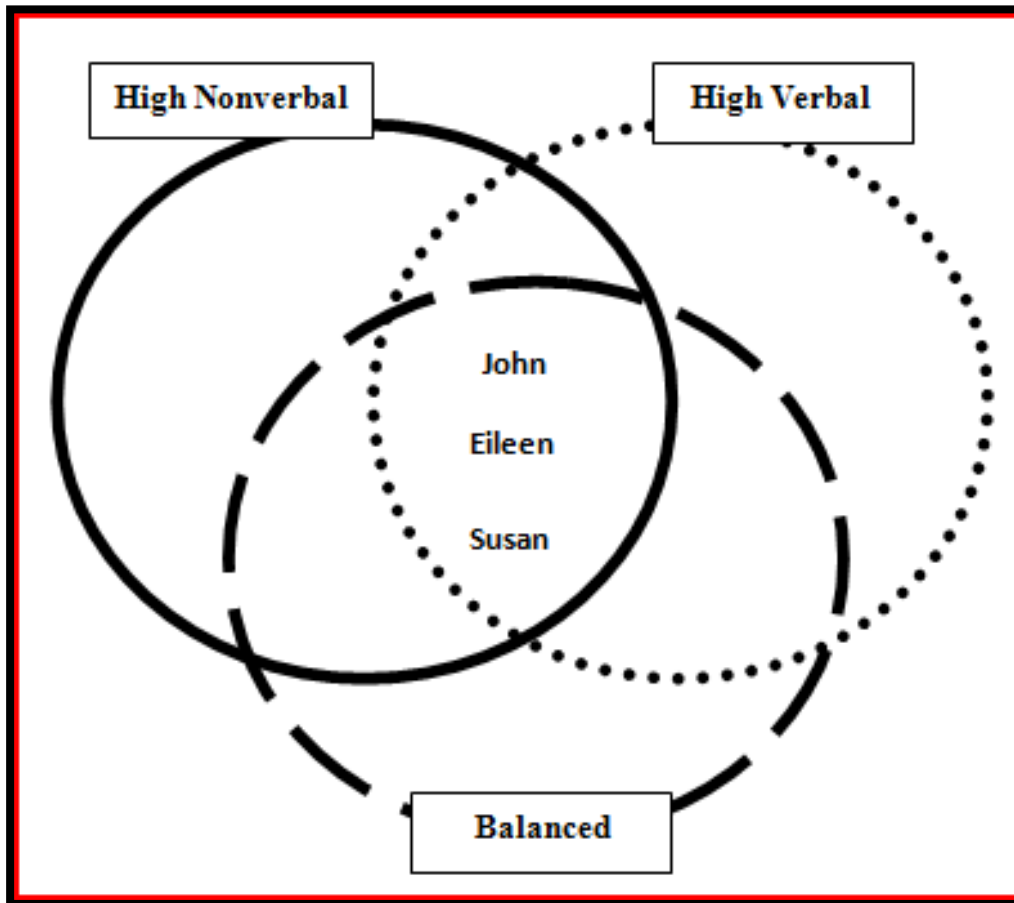 High Nonverbal
High Verbal
John
Eileen
Susan
Balanced